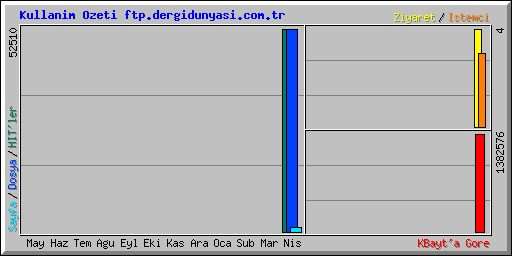 Kullanim Ozeti ftp.dergidunyasi.com.tr
Ziyaret / Istemci
52510
4
Sayfa / Dosya / HIT'ler
1382576
May Haz Tem Agu Eyl Eki Kas Ara Oca Sub Mar Nis
KBayt'a Gore